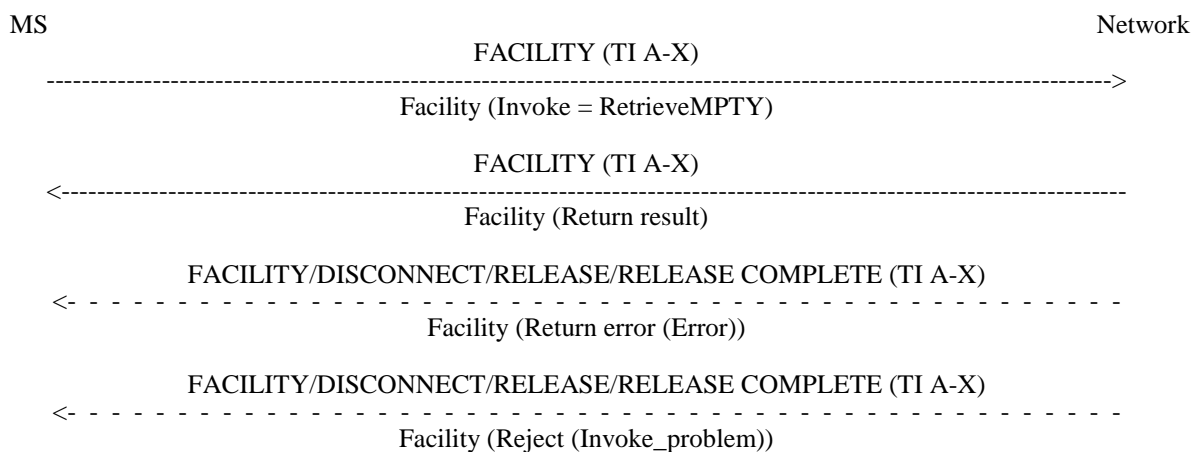 MS Network
FACILITY (TI A-X)
Facility (Invoke = RetrieveMPTY)
FACILITY (TI A-X)
Facility (Return result)
FACILITY/DISCONNECT/RELEASE/RELEASE COMPLETE (TI A-X)
Facility (Return error (Error))
FACILITY/DISCONNECT/RELEASE/RELEASE COMPLETE (TI A-X)
Facility (Reject (Invoke_problem))